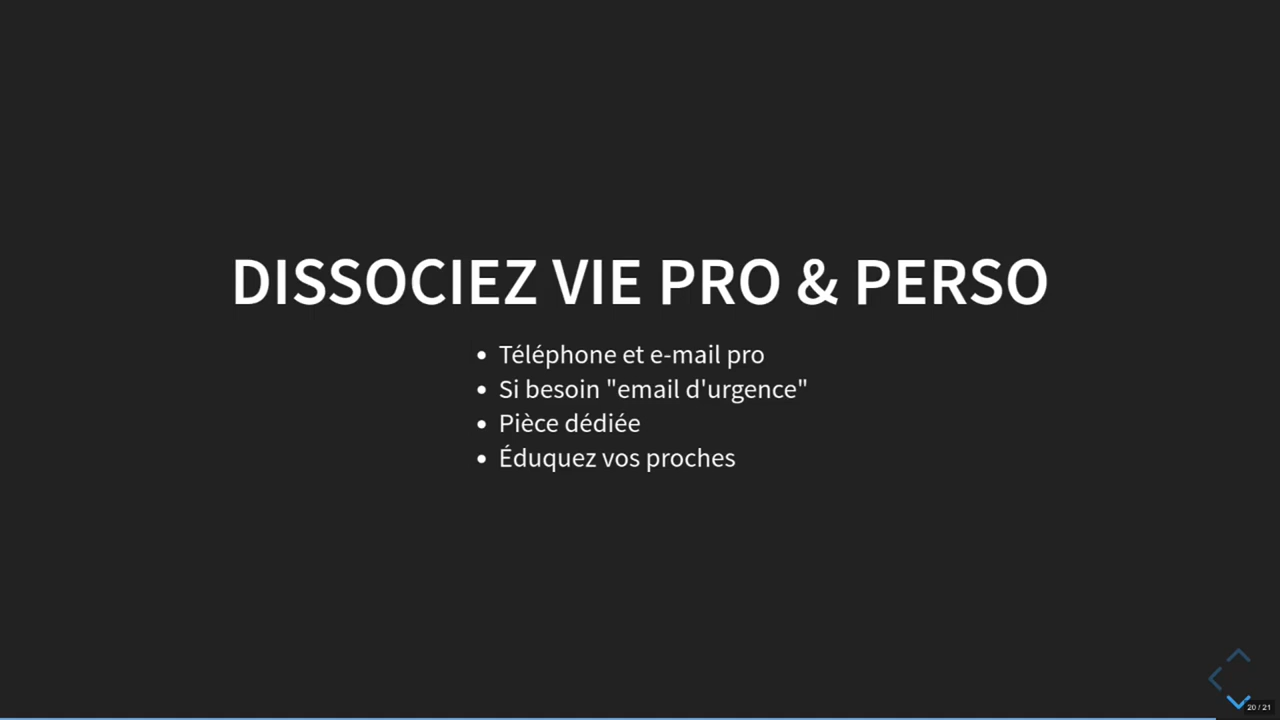 DISSOCIEZ VIE PRO & PERSO
• Téléphone et e-mail pro
• Si besoin "email d'urgence"
• Pièce dédiée
• Éduquez vos proches
20 / 21